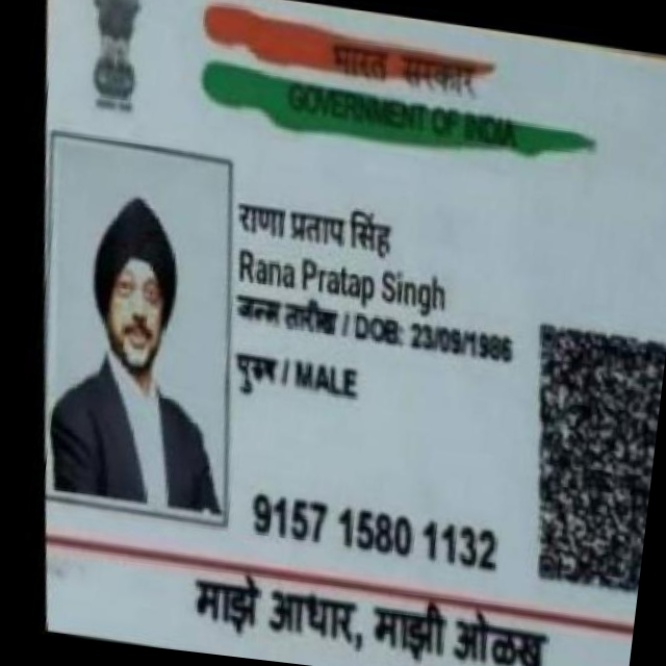 भारत सरकार
GOVERNMENT OF INDIA
राणा प्रताप सिंह
Rana Pratap Singh
जन्म तारीख / DOB: 23/09/1986
पुरुष / MALE
9157 1580 1132
माझे आधार, माझी ओळख